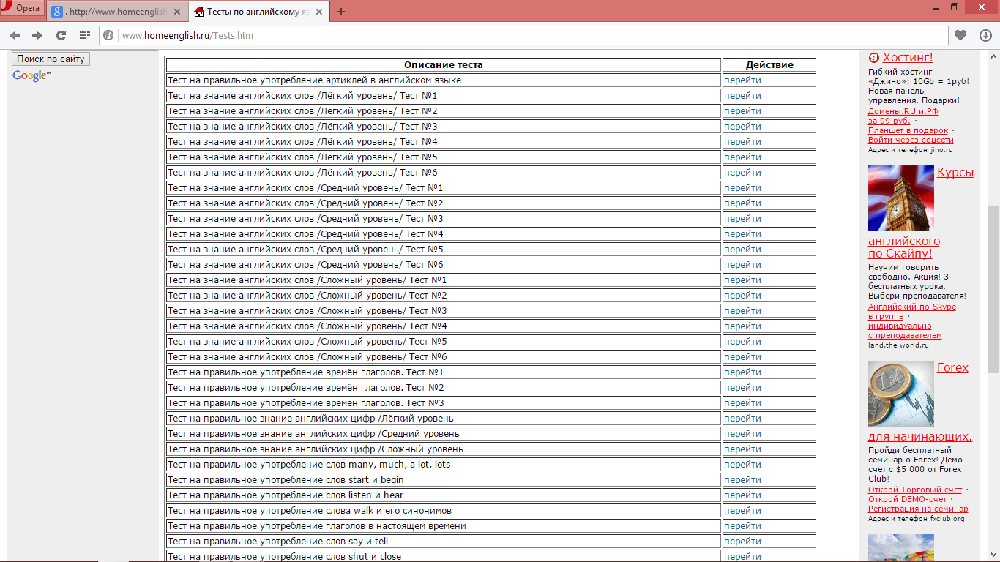 Opera
. http://www.homeenglish
Тесты по английскому яз
www.homeenglish.ru/Tests.htm
Поиск по сайту
Google™
Описание теста Действие
Тест на правильное употребление артиклей в английском языке перейти
Тест на знание английских слов /Лёгкий уровень/ Тест №1 перейти
Тест на знание английских слов /Лёгкий уровень/ Тест №2 перейти
Тест на знание английских слов /Лёгкий уровень/ Тест №3 перейти
Тест на знание английских слов /Лёгкий уровень/ Тест №4 перейти
Тест на знание английских слов /Лёгкий уровень/ Тест №5 перейти
Тест на знание английских слов /Лёгкий уровень/ Тест №6 перейти
Тест на знание английских слов /Средний уровень/ Тест №1 перейти
Тест на знание английских слов /Средний уровень/ Тест №2 перейти
Тест на знание английских слов /Средний уровень/ Тест №3 перейти
Тест на знание английских слов /Средний уровень/ Тест №4 перейти
Тест на знание английских слов /Средний уровень/ Тест №5 перейти
Тест на знание английских слов /Средний уровень/ Тест №6 перейти
Тест на знание английских слов /Сложный уровень/ Тест №1 перейти
Тест на знание английских слов /Сложный уровень/ Тест №2 перейти
Тест на знание английских слов /Сложный уровень/ Тест №3 перейти
Тест на знание английских слов /Сложный уровень/ Тест №4 перейти
Тест на знание английских слов /Сложный уровень/ Тест №5 перейти
Тест на знание английских слов /Сложный уровень/ Тест №6 перейти
Тест на правильное употребление времён глаголов. Тест №1 перейти
Тест на правильное употребление времён глаголов. Тест №2 перейти
Тест на правильное употребление времён глаголов. Тест №3 перейти
Тест на правильное знание английских цифр /Лёгкий уровень перейти
Тест на правильное знание английских цифр /Средний уровень перейти
Тест на правильное знание английских цифр /Сложный уровень перейти
Тест на правильное употребление слов many, much, a lot, lots перейти
Тест на правильное употребление слов start и begin перейти
Тест на правильное употребление слов listen и hear перейти
Тест на правильное употребление слова walk и его синонимов перейти
Тест на правильное употребление глаголов в настоящем времени перейти
Тест на правильное употребление слов say и tell перейти
Тест на правильное употребление слов shut и close перейти
Хостинг!
Гибкий хостинг
«Джино»: 10Gb = 1руб!
Новая панель
управления. Подарки!
Домены.RU и.РФ
за 99 руб. ·
Планшет в подарок ·
Войти через соцсети
Адрес и телефон jino.ru
Курсы
английского
по Скайпу!
Научим говорить
свободно. Акция! 3
бесплатных урока.
Выбери преподавателя!
Английский по Skype
в группе ·
индивидуально
с преподавателем
land.the-world.ru
Forex
для начинающих.
Пройди бесплатный
семинар о Forex! Демо-
счет с $5 000 от Forex
Club!
Открой Торговый счет ·
Открой DEMO-счет ·
Регистрация на семинар
Адрес и телефон fxclub.org